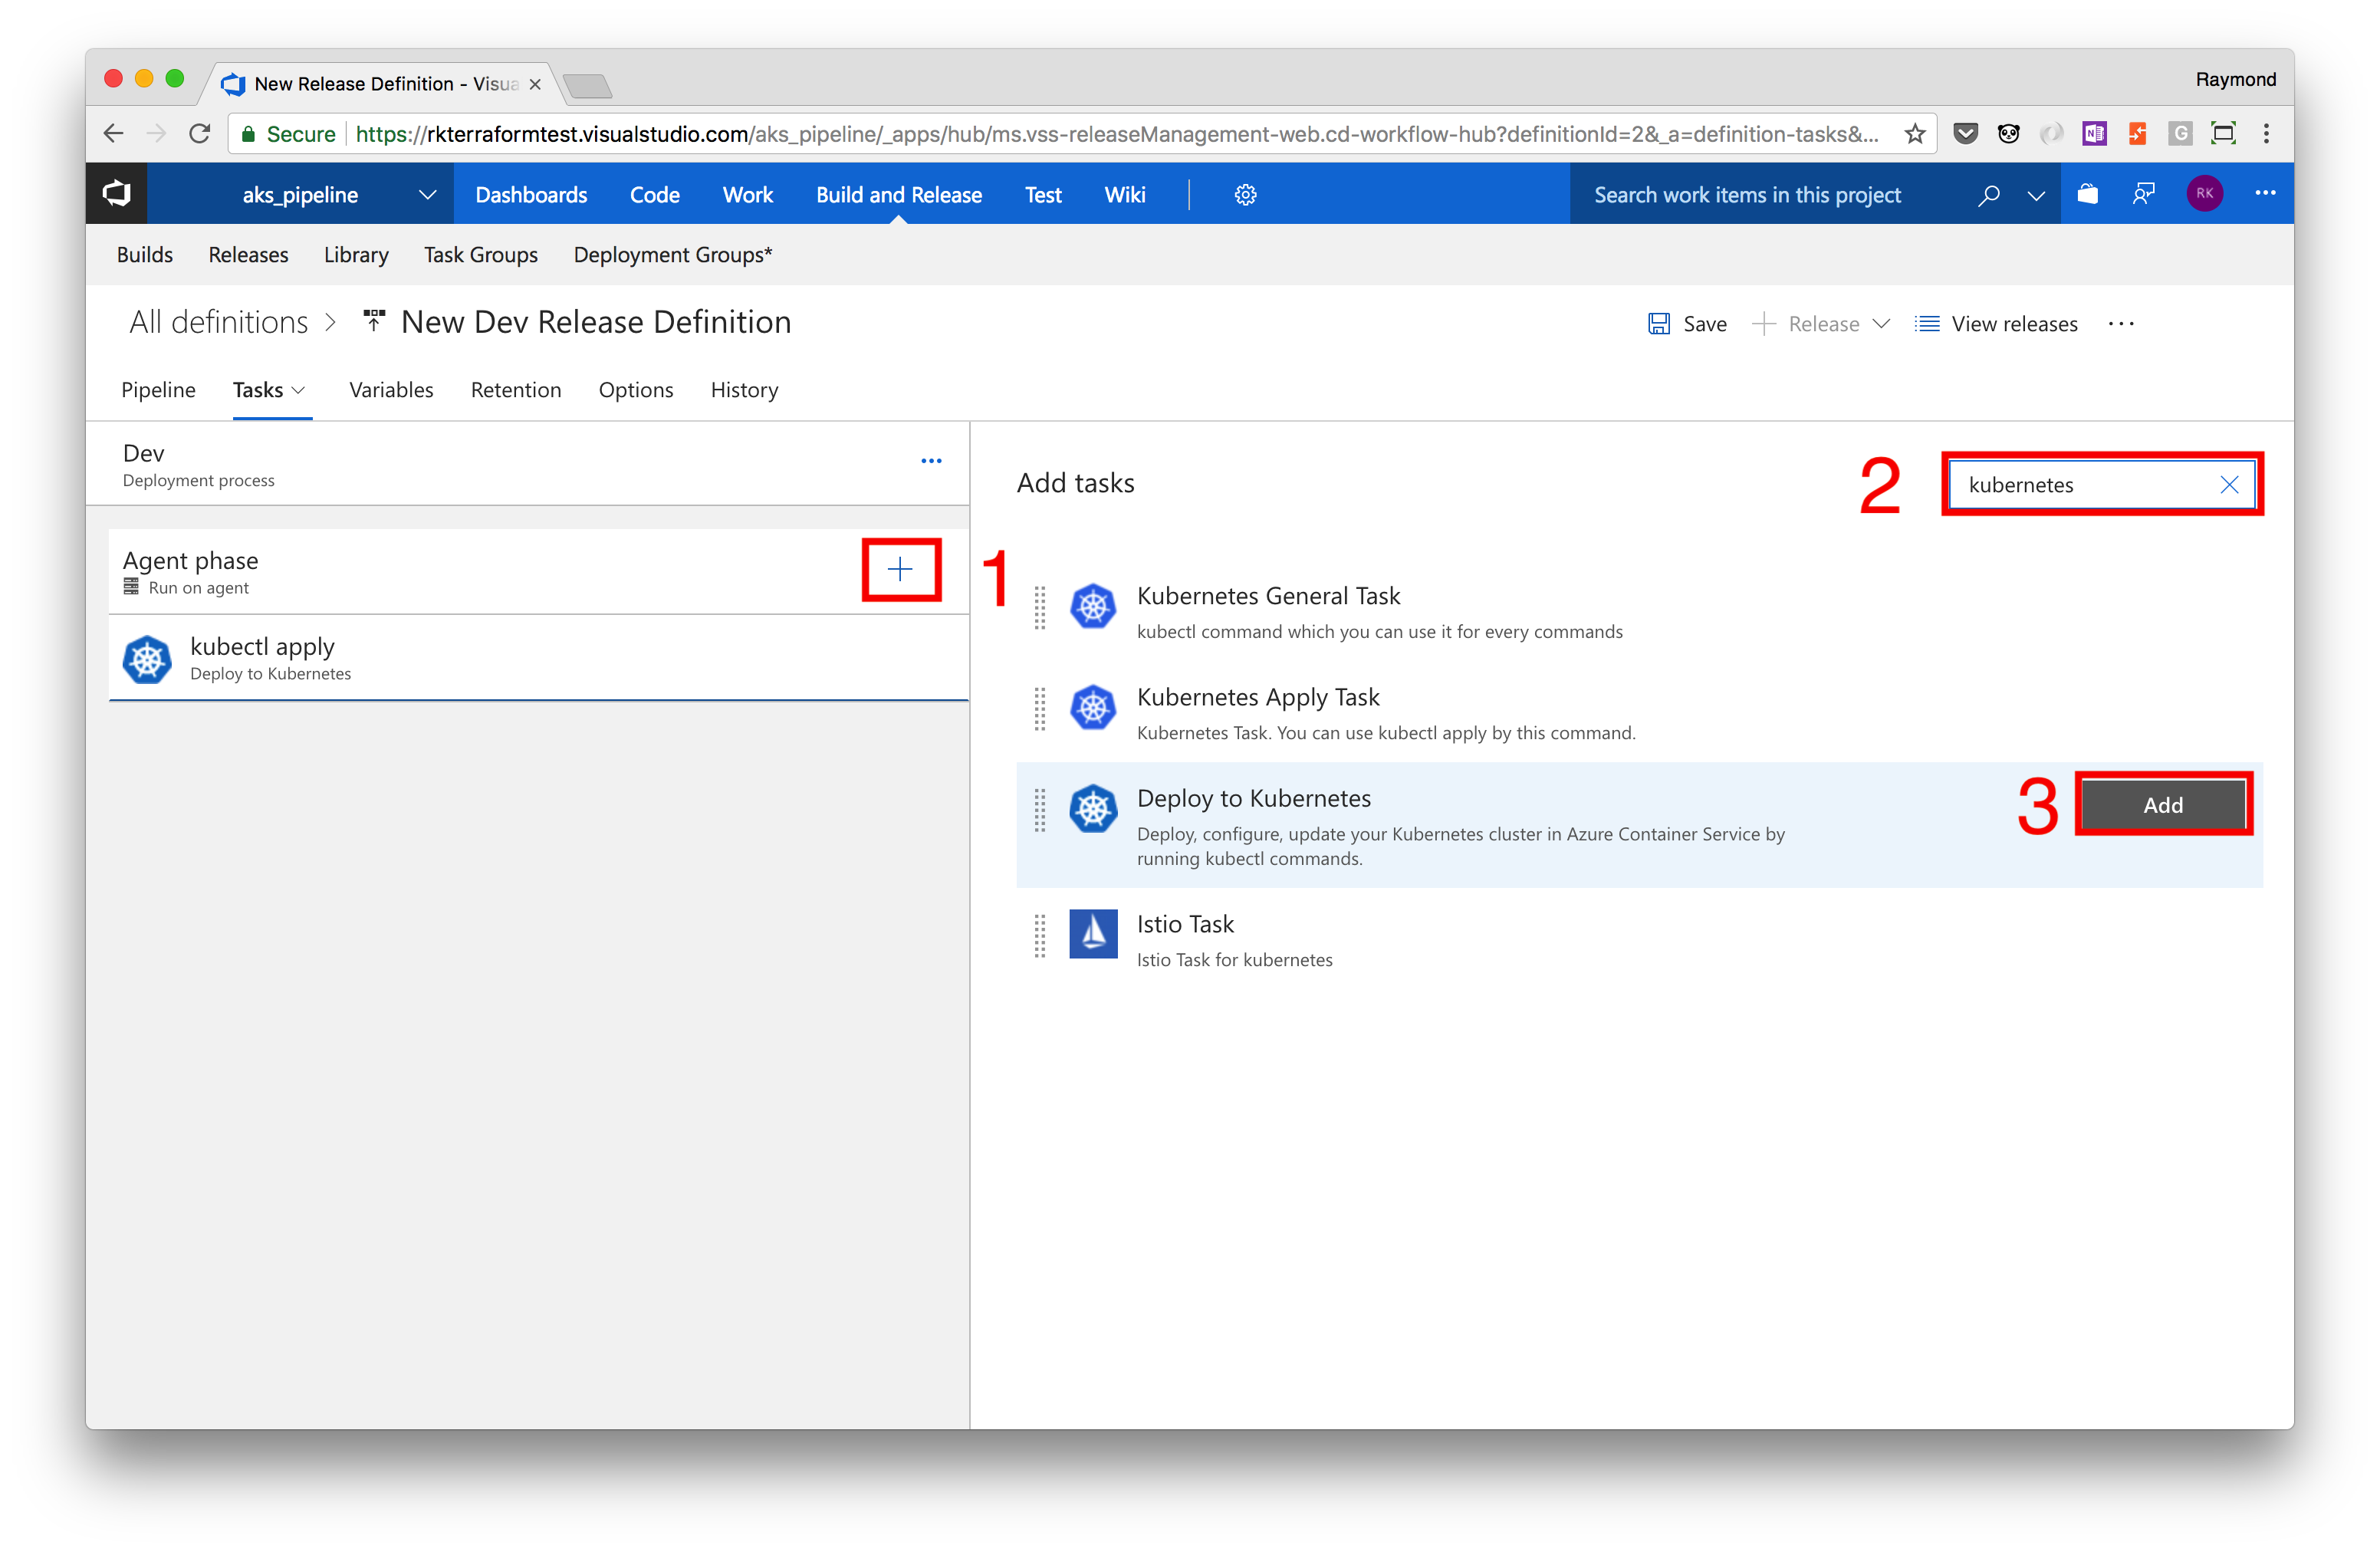 New Release Definition - Visua
Raymond
Secure https://rkterraformtest.visualstudio.com/aks_pipeline/_apps/hub/ms.vss-releaseManagement-web.cd-workflow-hub?definitionId=2&_a=definition-tasks&...
aks_pipeline Dashboards Code Work Build and Release Test Wiki Search work items in this project RK
Builds Releases Library Task Groups Deployment Groups*
All definitions > New Dev Release Definition
Save Release View releases
Pipeline Tasks Variables Retention Options History
Dev
Deployment process
Agent phase
Run on agent
1
kubectl apply
Deploy to Kubernetes
Add tasks
2
kubernetes
Kubernetes General Task
kubectl command which you can use it for every commands
Kubernetes Apply Task
Kubernetes Task. You can use kubectl apply by this command.
Deploy to Kubernetes
Deploy, configure, update your Kubernetes cluster in Azure Container Service by
running kubectl commands.
3
Add
Istio Task
Istio Task for kubernetes